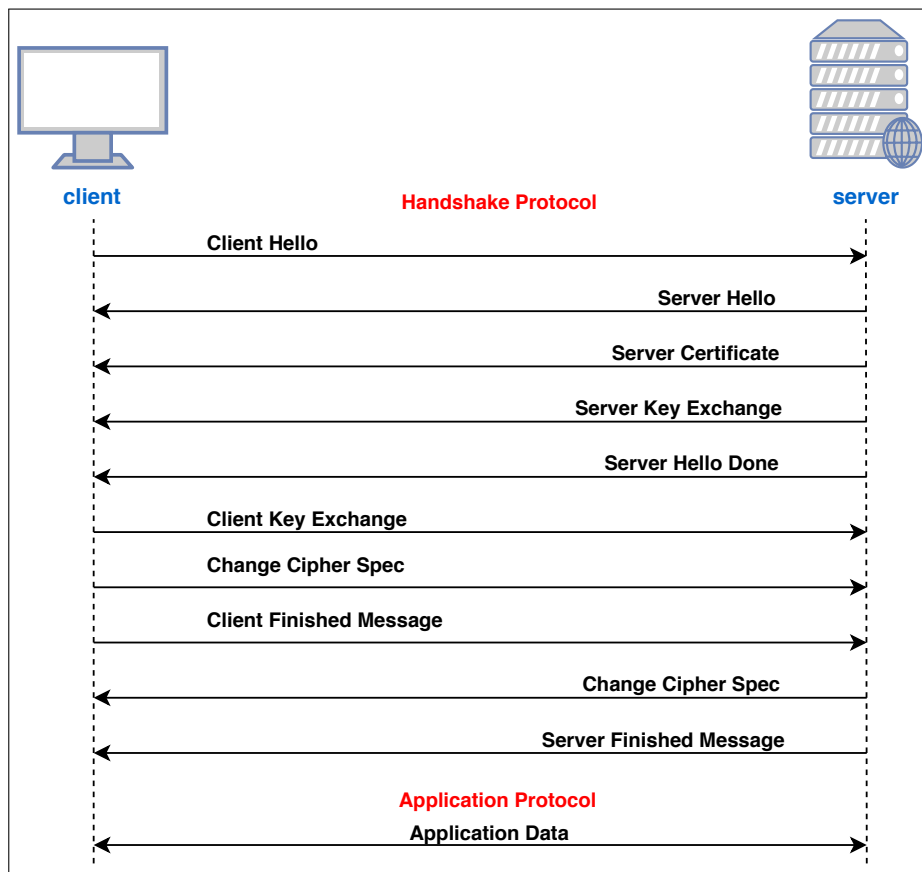 client
server
Handshake Protocol
Client Hello
Server Hello
Server Certificate
Server Key Exchange
Server Hello Done
Client Key Exchange
Change Cipher Spec
Client Finished Message
Change Cipher Spec
Server Finished Message
Application Protocol
Application Data